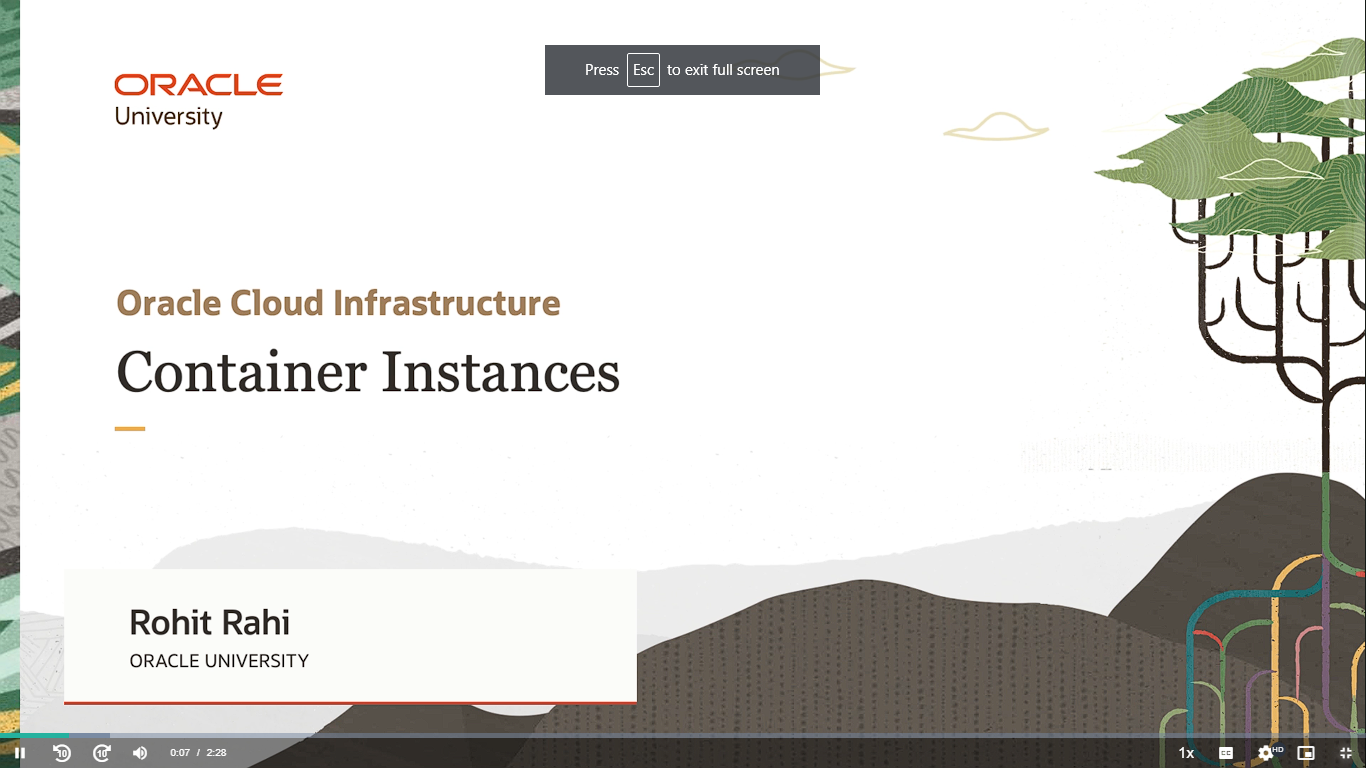 Press Esc to exit full screen
ORACLE
University
Oracle Cloud Infrastructure
Container Instances
Rohit Rahi
ORACLE UNIVERSITY
10 10 0:07 / 2:28 1x CC HD